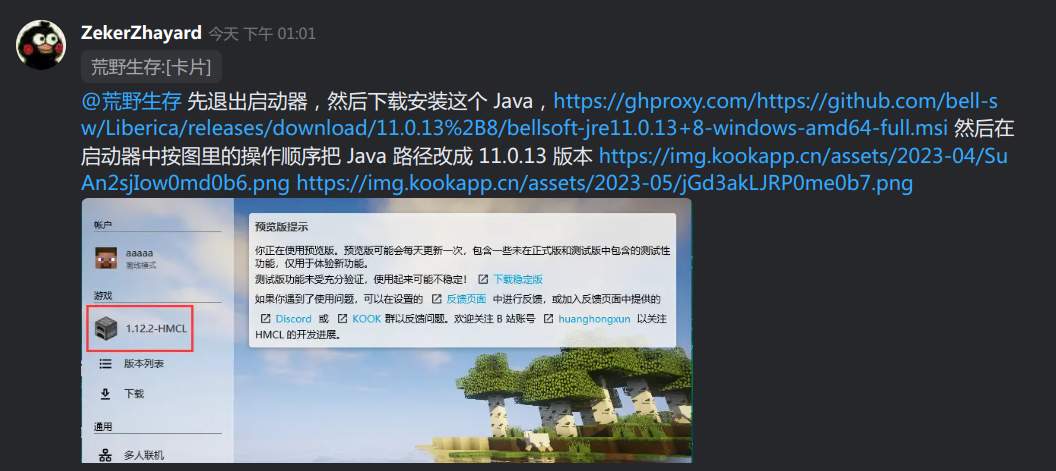 ZekerZhayard 今天 下午 01:01
荒野生存:[卡片]
@荒野生存 先退出启动器，然后下载安装这个 Java，https://ghproxy.com/https://github.com/bell-s
w/Liberica/releases/download/11.0.13%2B8/bellsoft-jre11.0.13+8-windows-amd64-full.msi 然后在
启动器中按图里的操作顺序把 Java 路径改成 11.0.13 版本 https://img.kookapp.cn/assets/2023-04/Su
An2sjIow0md0b6.png https://img.kookapp.cn/assets/2023-05/jGd3akLJRP0me0b7.png
帐户
aaaaa
离线模式
游戏
1.12.2-HMCL
版本列表
下载
通用
多人联机
预览版提示
你正在使用预览版。预览版可能会每天更新一次，包含一些未在正式版和测试版中包含的测试性
功能，仅用于体验新功能。
测试版功能未受充分验证，使用起来可能不稳定！ 下载稳定版
如果你遇到了使用问题，可以在设置的 反馈页面 中进行反馈，或加入反馈页面中提供的
Discord 或 KOOK 群以反馈问题。欢迎关注 B 站账号 huanghongxun 以关注
HMCL 的开发进展。